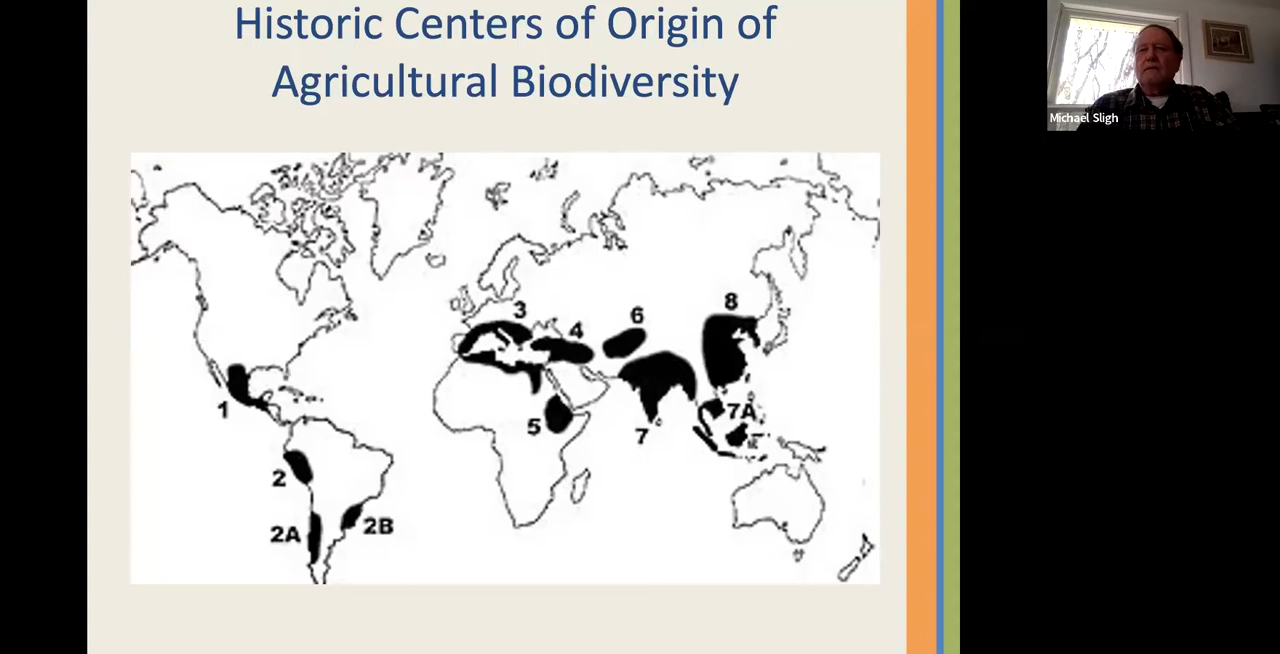 Historic Centers of Origin of
Agricultural Biodiversity
Michael Sligh
8
3
6
4
1
7A
5
7
2
2A
2B